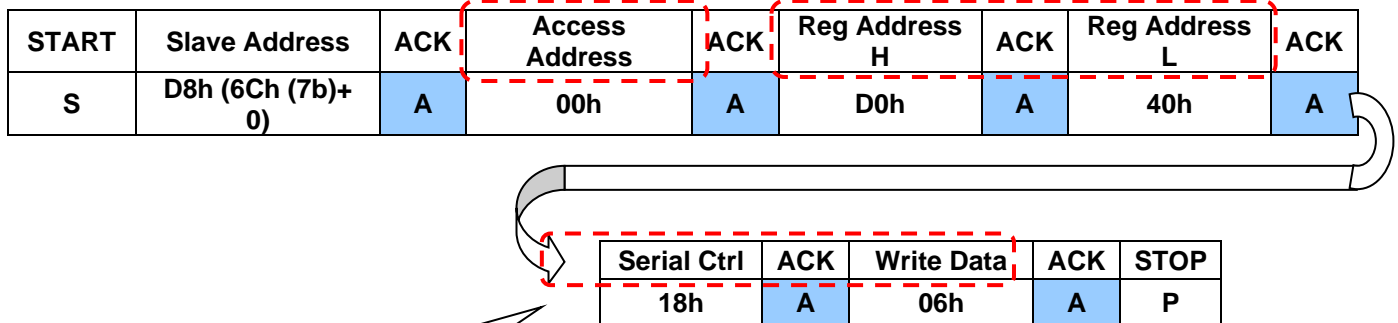 START Slave Address ACK Access Address ACK Reg Address H ACK Reg Address L ACK
S D8h (6Ch (7b)+ 0) A 00h A D0h A 40h A
Serial Ctrl ACK Write Data ACK STOP
18h A 06h A P